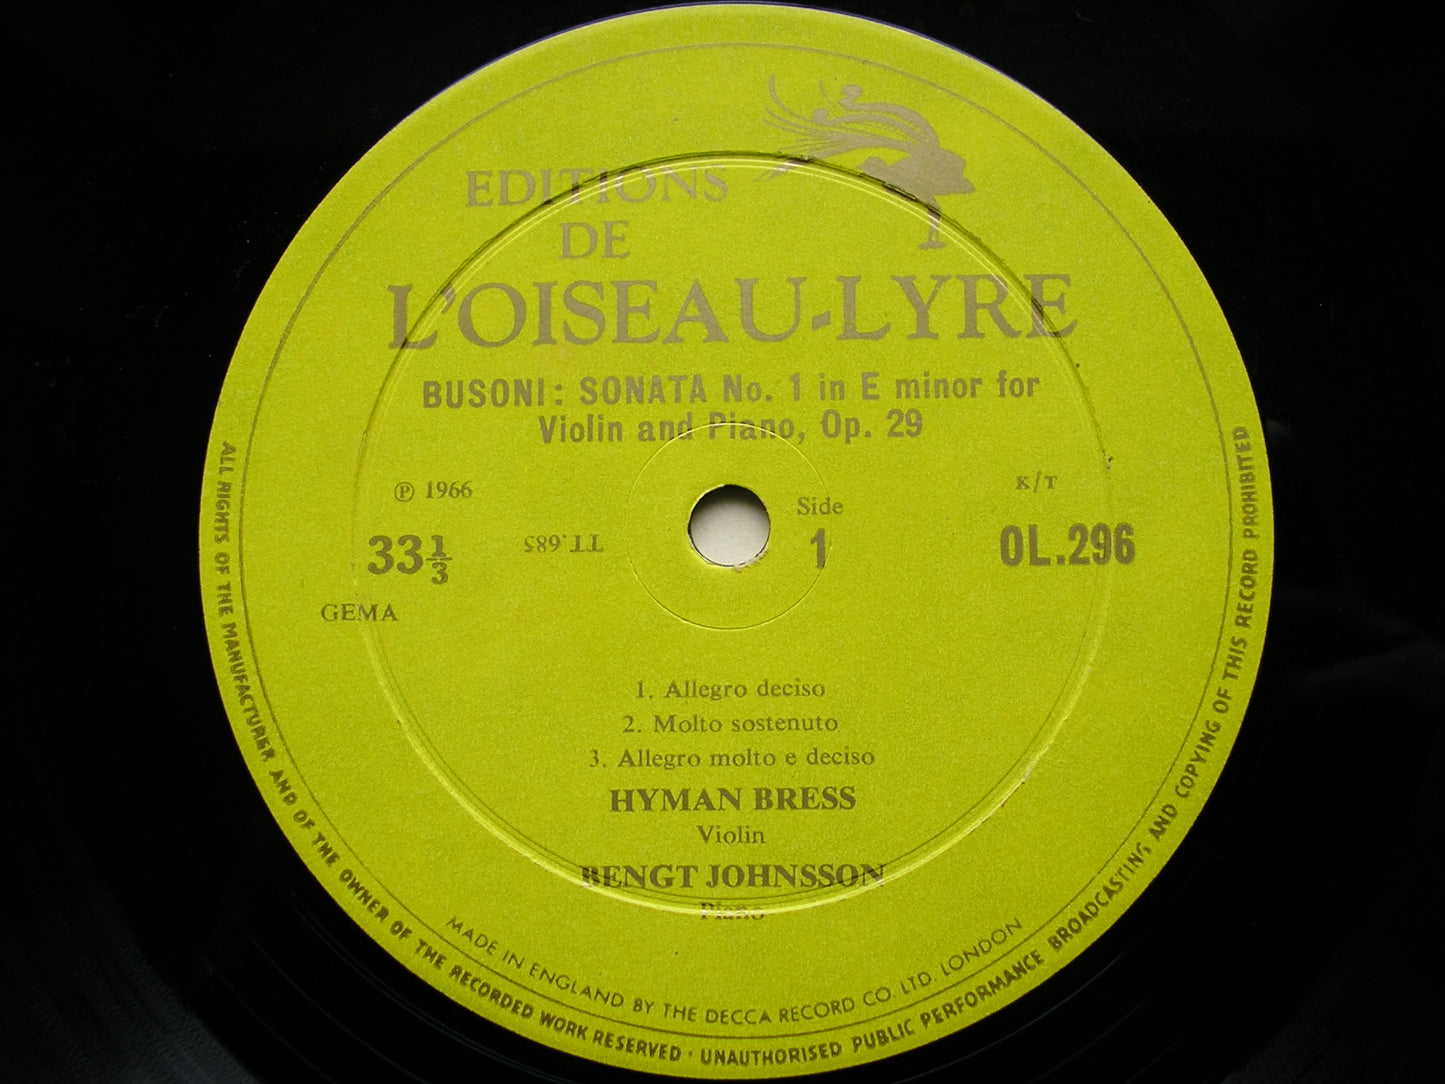 EDITIONS
DE
L'OISEAU-LYRE
BUSONI: SONATA No. 1 in E minor for
Violin and Piano, Op. 29
℗ 1966
Side
K/T
33 1/3
TT.685
1
OL.296
GEMA
1. Allegro deciso
2. Molto sostenuto
3. Allegro molto e deciso
HYMAN BRESS
Violin
BENGT JOHNSSON
Piano
MADE IN ENGLAND BY THE DECCA RECORD CO. LTD. LONDON
ALL RIGHTS OF THE MANUFACTURER AND OF THE OWNER OF THE RECORDED WORK RESERVED · UNAUTHORISED PUBLIC PERFORMANCE BROADCASTING AND COPYING OF THIS RECORD PROHIBITED